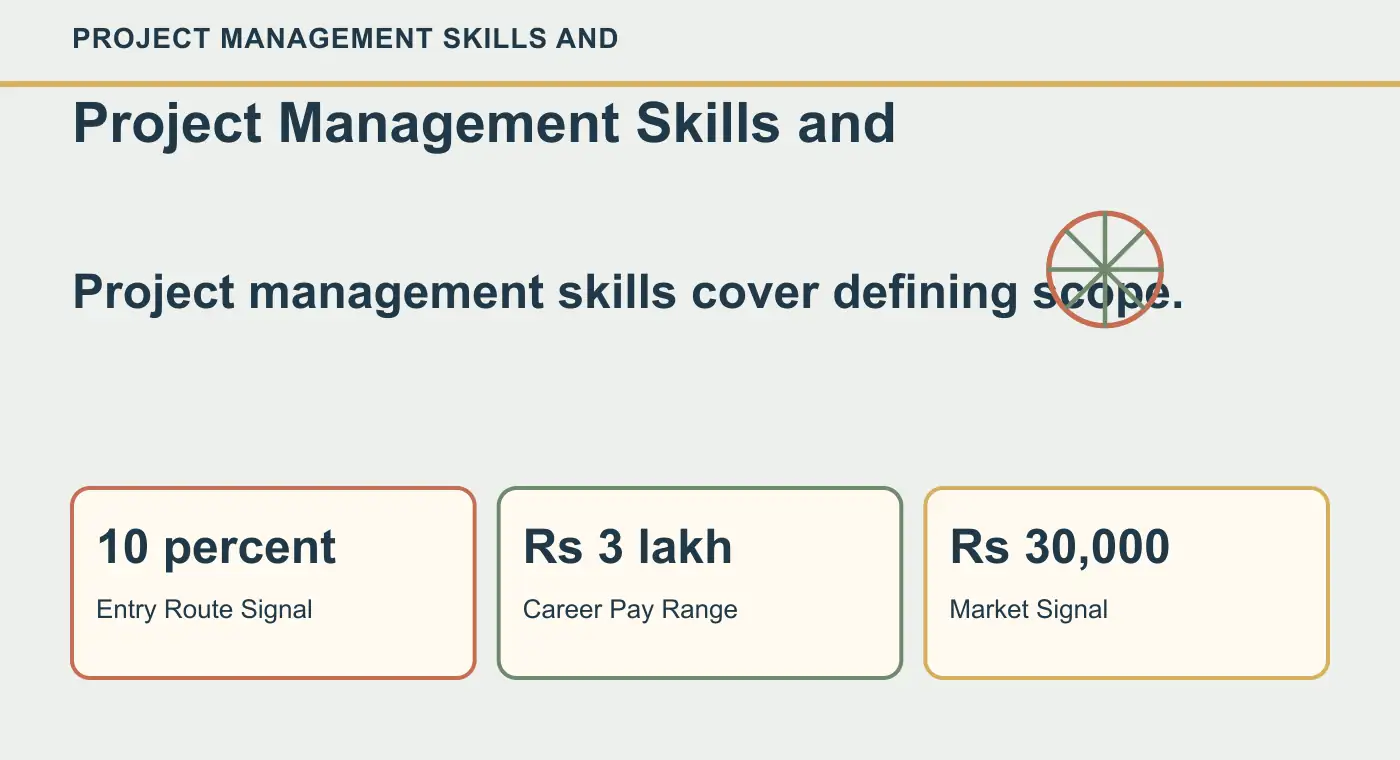 PROJECT MANAGEMENT SKILLS AND
Project Management Skills and
Project management skills cover defining scope.
10 percent
Entry Route Signal
Rs 3 lakh
Career Pay Range
Rs 30,000
Market Signal